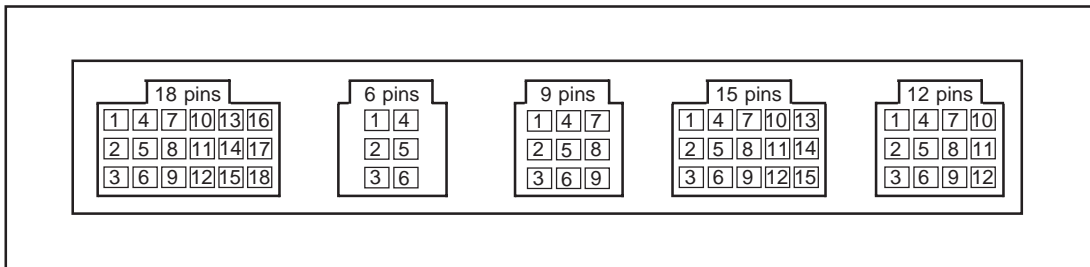 18 pins 6 pins 9 pins 15 pins 12 pins
1 4 7 10 13 16 1 4 1 4 7 1 4 7 10 13 1 4 7 10
2 5 8 11 14 17 2 5 2 5 8 2 5 8 11 14 2 5 8 11
3 6 9 12 15 18 3 6 3 6 9 3 6 9 12 15 3 6 9 12